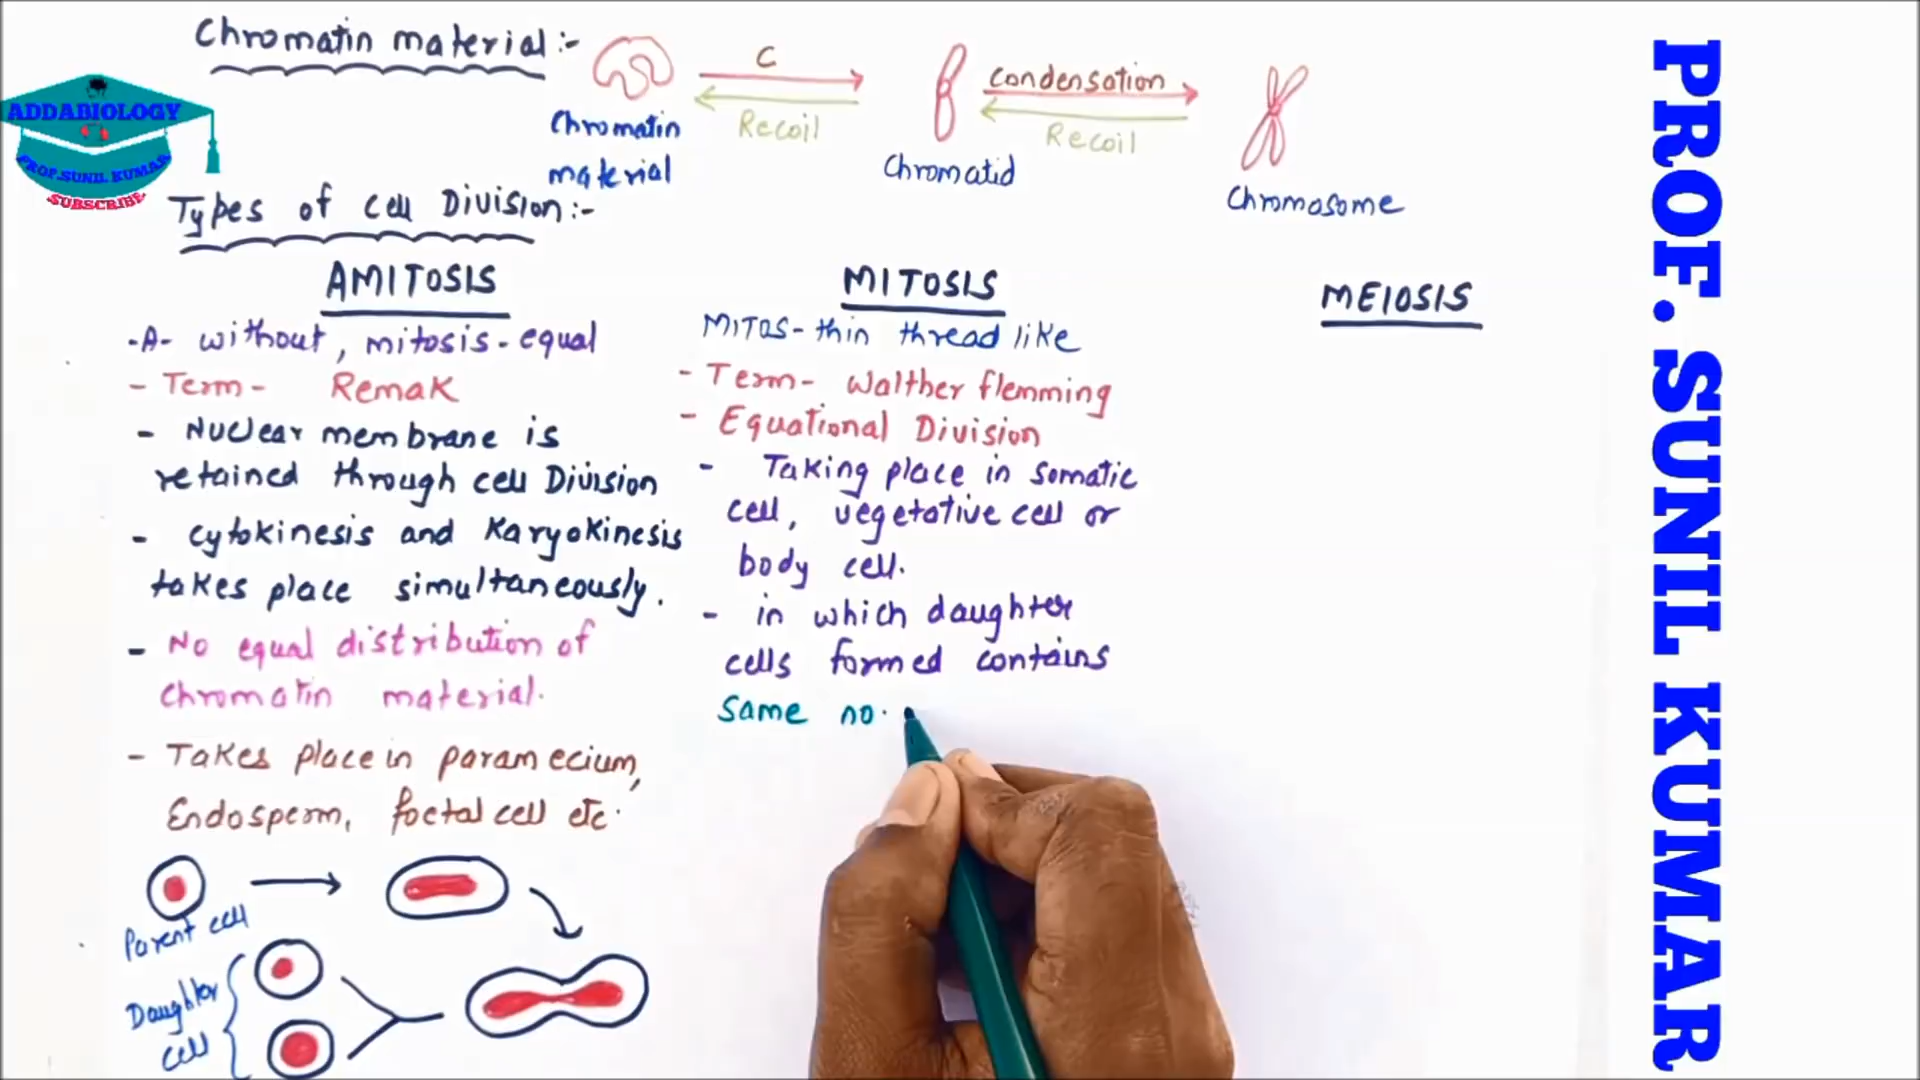 Chromatin material:-
C
Recoil
condensation
Recoil
Chromatin
material
Chromatid
Chromosome
ADDABIOLOGY
PROF.SUNIL KUMAR
SUBSCRIBE
Types of cell Division:-
AMITOSIS
-A- without, mitosis-equal
- Term- Remak
- Nuclear membrane is
retained through cell Division
- cytokinesis and Karyokinesis
takes place simultaneously.
- No equal distribution of
Chromatin material.
- Takes place in paramecium,
Endosperm, foetal cell etc.
Parent cell
Daughter
cell
MITOSIS
MITOS-thin thread like
- Term- Walther flemming
- Equational Division
- Taking place in somatic
cell, vegetative cell or
body cell.
- in which daughter
cells formed contains
Same no.
MEIOSIS
PROF. SUNIL KUMAR